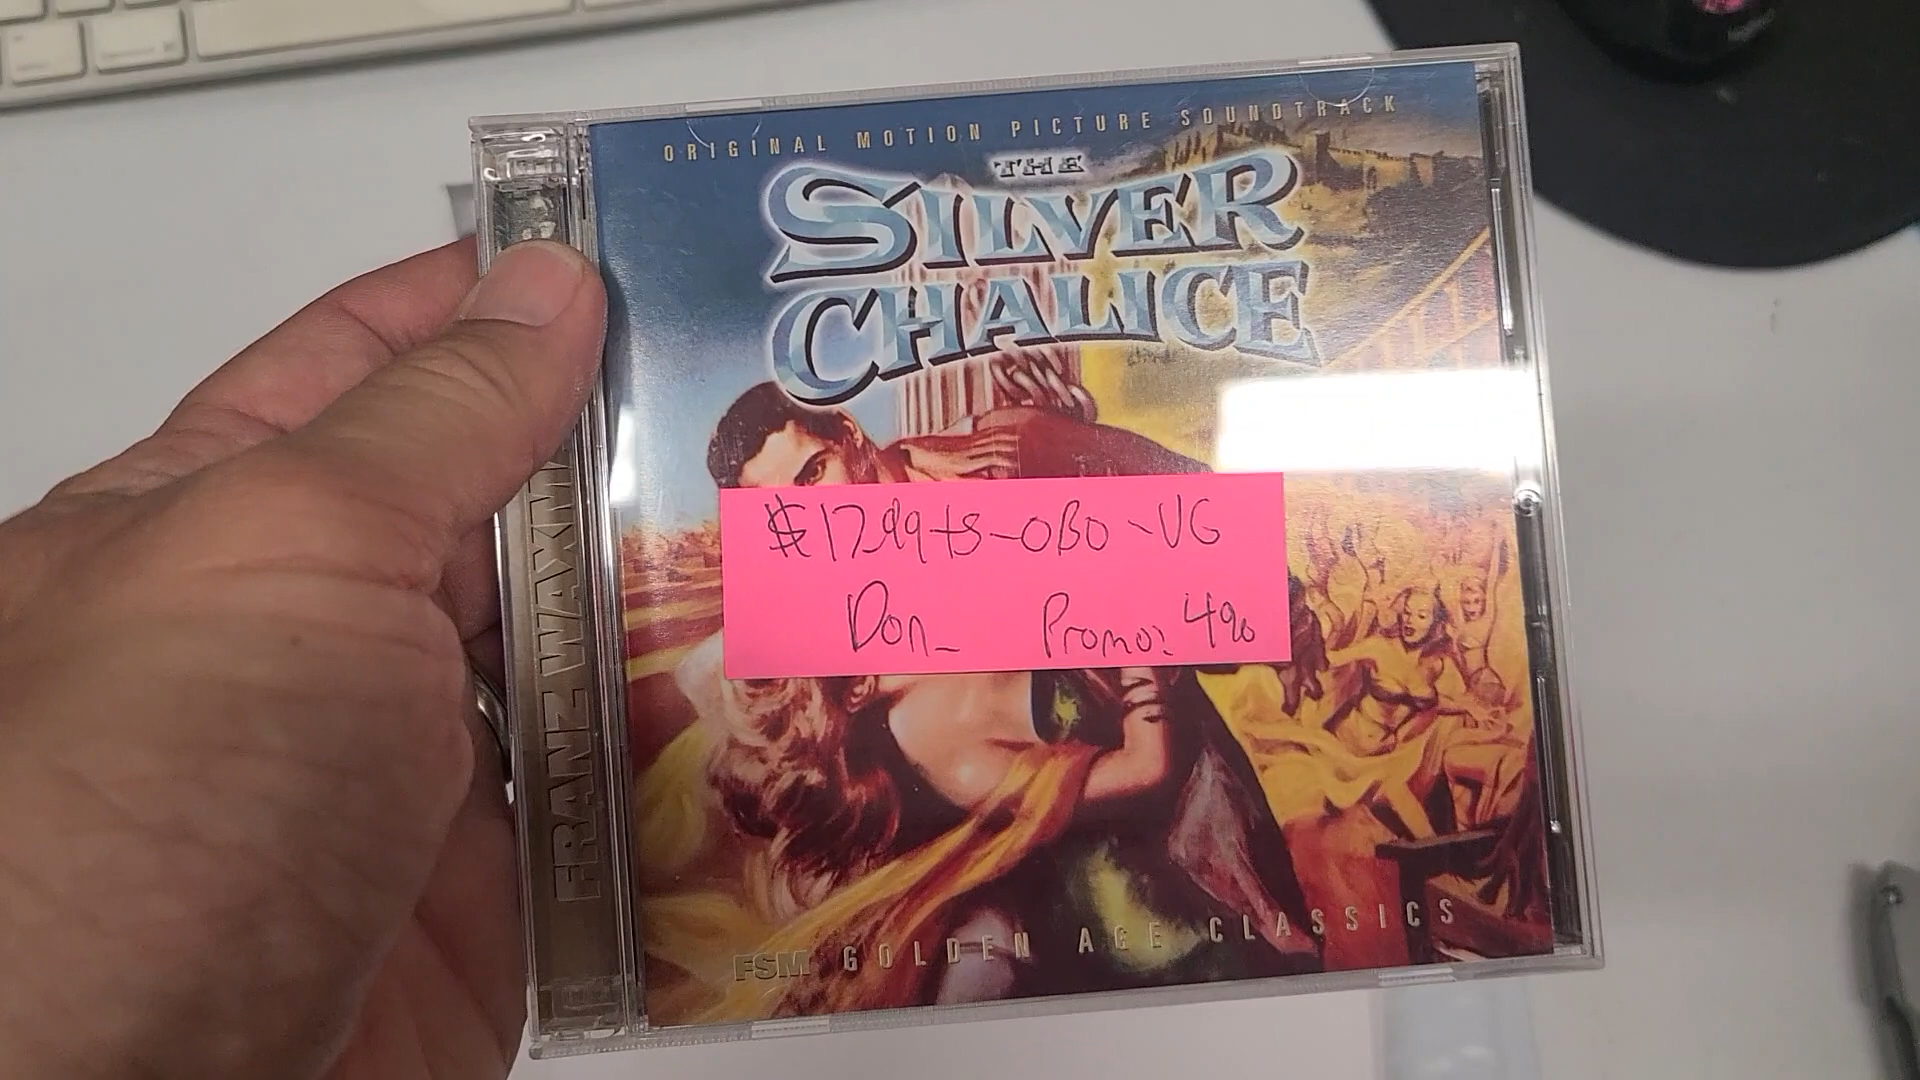 ORIGINAL MOTION PICTURE SOUNDTRACK
THE
SILVER
CHALICE
$17.99+s-OBO-VG
Don_ Promo: 4%
FRANZ WAXM
FSM GOLDEN AGE CLASSICS